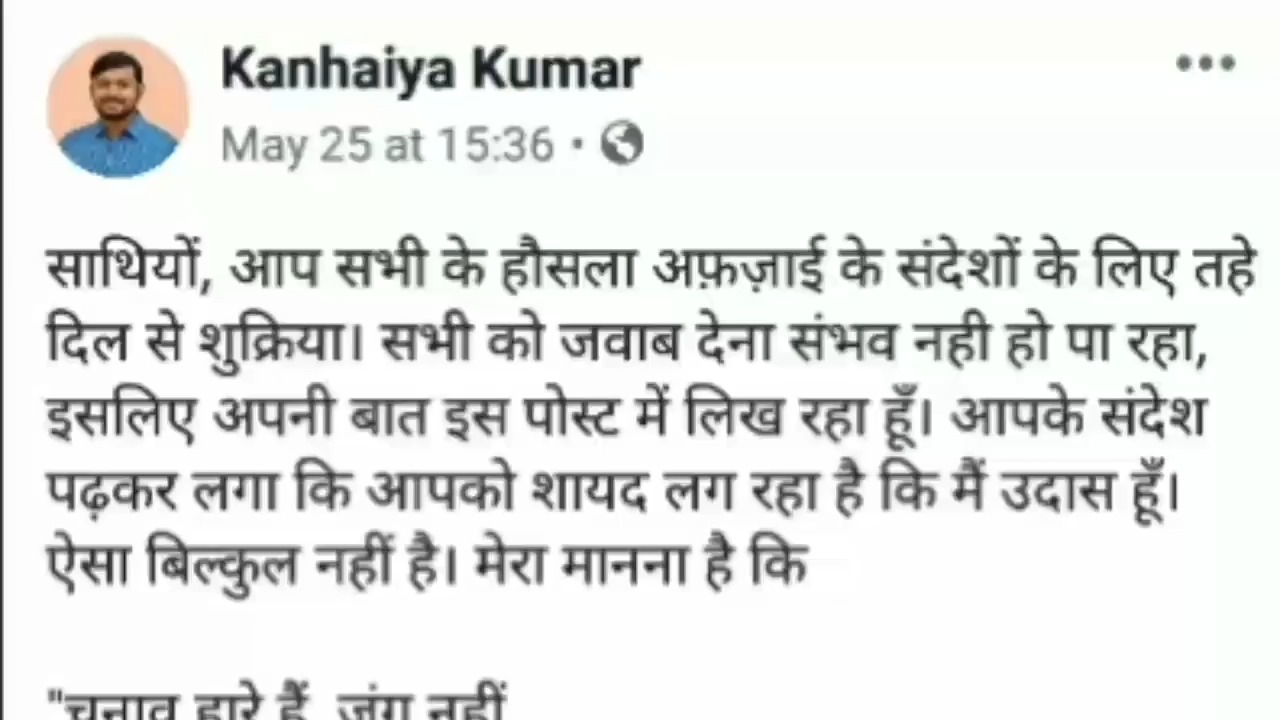 Kanhaiya Kumar
May 25 at 15:36 ·
साथियों, आप सभी के हौसला अफ़ज़ाई के संदेशों के लिए तहे
दिल से शुक्रिया। सभी को जवाब देना संभव नही हो पा रहा,
इसलिए अपनी बात इस पोस्ट में लिख रहा हूँ। आपके संदेश
पढ़कर लगा कि आपको शायद लग रहा है कि मैं उदास हूँ।
ऐसा बिल्कुल नहीं है। मेरा मानना है कि
"चुनाव हारे हैं, जंग नहीं